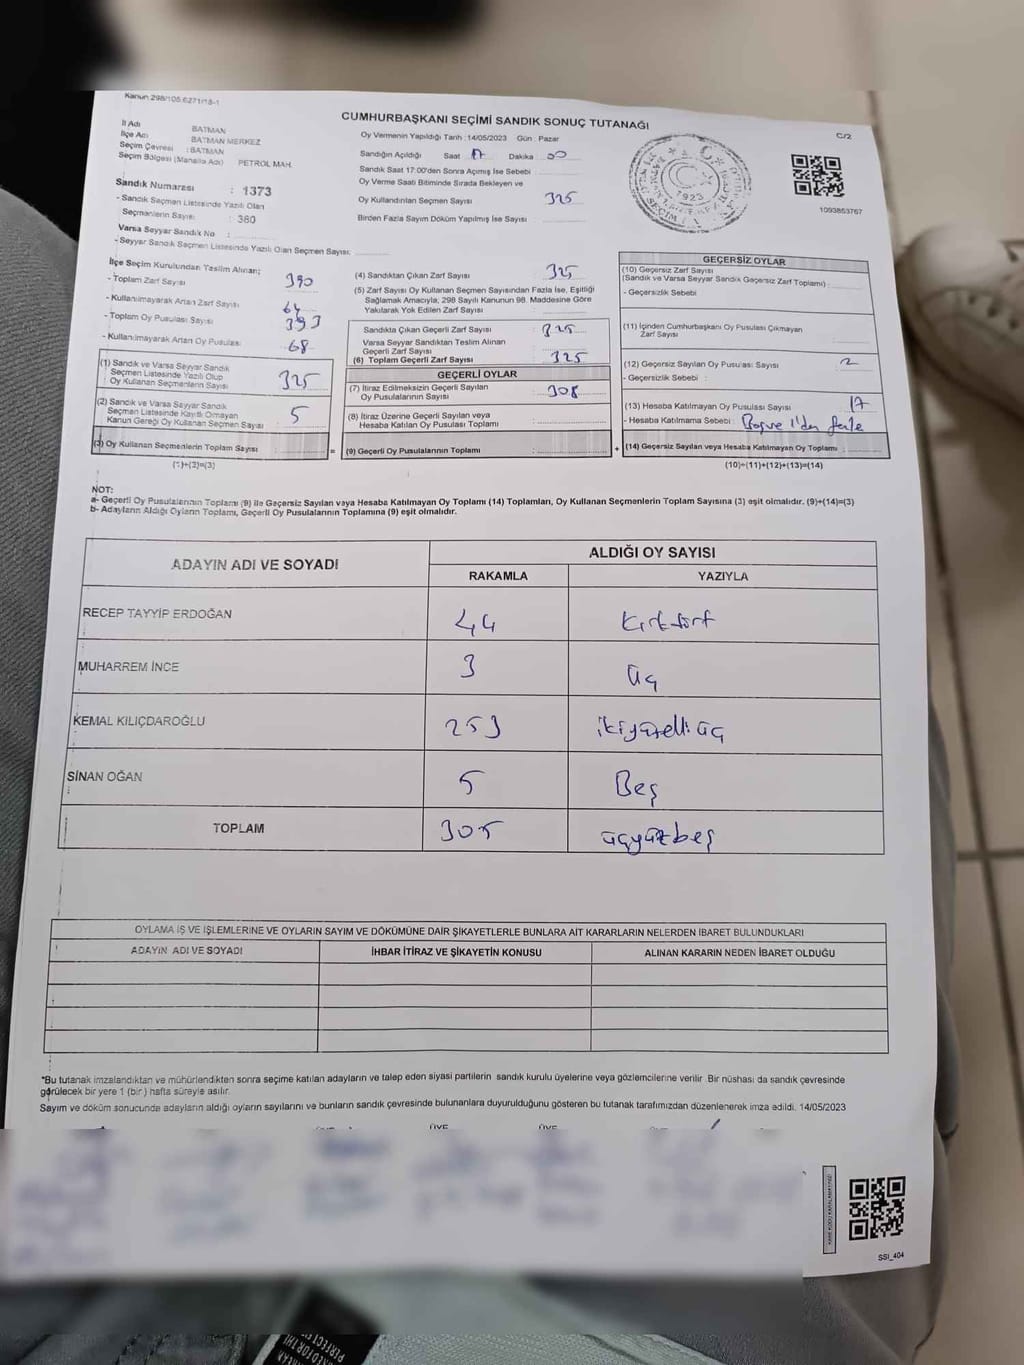 Kanun 298/105 6271/18-1
CUMHURBAŞKANI SEÇİMİ SANDIK SONUÇ TUTANAĞI
C/2
İl Adı BATMAN
İlçe Adı BATMAN MERKEZ
Seçim Çevresi : BATMAN
Seçim Bölgesi (Mahalle Adı) PETROL MAH.
Sandık Numarası : 1373
- Sandık Seçmen Listesinde Yazılı Olan
Seçmenlerin Sayısı : 380
Varsa Seyyar Sandık No :
- Seyyar Sandık Seçmen Listesinde Yazılı Olan Seçmen Sayısı:
Oy Vermenin Yapıldığı Tarih :14/05/2023 Gün : Pazar
Sandığın Açıldığı Saat 17 Dakika 00
Sandık Saat 17:00'den Sonra Açımış İse Sebebi :
Oy Verme Saati Bitiminde Sırada Bekleyen ve
Oy Kullandırılan Seçmen Sayısı 325
Birden Fazla Sayım Döküm Yapılmış İse Sayısı
1923
1093853767
İlçe Seçim Kurulundan Teslim Alınan;
- Toplam Zarf Sayısı 390
- Kullanılmayarak Artan Zarf Sayısı
- Toplam Oy Pusulası Sayısı 393
- Kullanılmayarak Artan Oy Pusulası 68
(1) Sandık ve Varsa Seyyar Sandık
Seçmen Listesinde Yazılı Olup
Oy Kullanan Seçmenlerin Sayısı 325
(2) Sandık ve Varsa Seyyar Sandık
Seçmen Listesinde Kayıtlı Olmayan
Kanun Gereği Oy Kullanan Seçmen Sayısı 5
(3) Oy Kullanan Seçmenlerin Toplam Sayısı :
(1)+(2)=(3)
(4) Sandıktan Çıkan Zarf Sayısı 325
(5) Zarf Sayısı Oy Kullanan Seçmen Sayısından Fazla İse, Eşitliği
Sağlamak Amacıyla, 298 Sayılı Kanunun 98. Maddesine Göre
Yakılarak Yok Edilen Zarf Sayısı :
Sandıkta Çıkan Geçerli Zarf Sayısı : 325
Varsa Seyyar Sandıktan Teslim Alınan
Geçerli Zarf Sayısı
(6) Toplam Geçerli Zarf Sayısı : 325
GEÇERLİ OYLAR
(7) İtiraz Edilmeksizin Geçerli Sayılan
Oy Pusulalarının Sayısı : 308
(8) İtiraz Üzerine Geçerli Sayılan veya
Hesaba Katılan Oy Pusulası Toplamı :
= (9) Geçerli Oy Pusulalarının Toplamı :
GEÇERSİZ OYLAR
(10) Geçersiz Zarf Sayısı
(Sandık ve Varsa Seyyar Sandık Geçersiz Zarf Toplamı) :
- Geçersizlik Sebebi
(11) İçinden Cumhurbaşkanı Oy Pusulası Çıkmayan
Zarf Sayısı
(12) Geçersiz Sayılan Oy Pusulası Sayısı : 2
- Geçersizlik Sebebi :
(13) Hesaba Katılmayan Oy Pusulası Sayısı : 17
- Hesaba Katılmama Sebebi :
+ (14) Geçersiz Sayılan veya Hesaba Katılmayan Oy Toplamı :
(10)+(11)+(12)+(13)=(14)
NOT:
a- Geçerli Oy Pusulalarının Toplamı (9) ile Geçersiz Sayılan veya Hesaba Katılmayan Oy Toplamı (14) Toplamları, Oy Kullanan Seçmenlerin Toplam Sayısına (3) eşit olmalıdır. (9)+(14)=(3)
b- Adayların Aldığı Oyların Toplamı, Geçerli Oy Pusulalarının Toplamına (9) eşit olmalıdır.
ADAYIN ADI VE SOYADI
ALDIĞI OY SAYISI
RAKAMLA YAZIYLA
RECEP TAYYİP ERDOĞAN 44 Kırkdört
MUHARREM İNCE 3 üç
KEMAL KILIÇDAROĞLU 253 ikiyüzelli üç
SİNAN OĞAN 5 Beş
TOPLAM 305 üçyüzbeş
OYLAMA İŞ VE İŞLEMLERİNE VE OYLARIN SAYIM VE DÖKÜMÜNE DAİR ŞİKAYETLERLE BUNLARA AİT KARARLARIN NELERDEN İBARET BULUNDUKLARI
ADAYIN ADI VE SOYADI İHBAR İTİRAZ VE ŞİKAYETİN KONUSU ALINAN KARARIN NEDEN İBARET OLDUĞU
*Bu tutanak imzalandıktan ve mühürlendikten sonra seçime katılan adayların ve talep eden siyasi partilerin sandık kurulu üyelerine veya gözlemcilerine verilir. Bir nüshası da sandık çevresinde
görülecek bir yere 1 (bir) hafta süreyle asılır.
Sayım ve döküm sonucunda adayların aldığı oyların sayılarını ve bunların sandık çevresinde bulunanlara duyurulduğunu gösteren bu tutanak tarafımızdan düzenlenerek imza edildi. 14/05/2023
ÜYE ÜYE
SSI_404